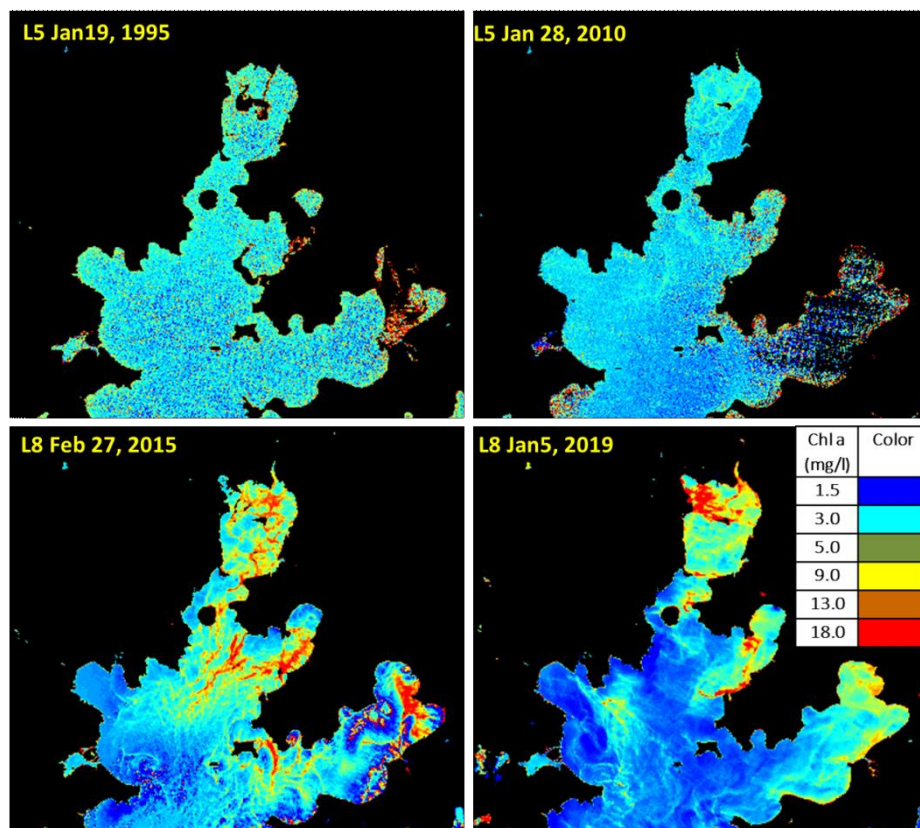 L5 Jan19, 1995
L5 Jan 28, 2010
L8 Feb 27, 2015
L8 Jan5, 2019
Chl a Color
(mg/l)
1.5
3.0
5.0
9.0
13.0
18.0